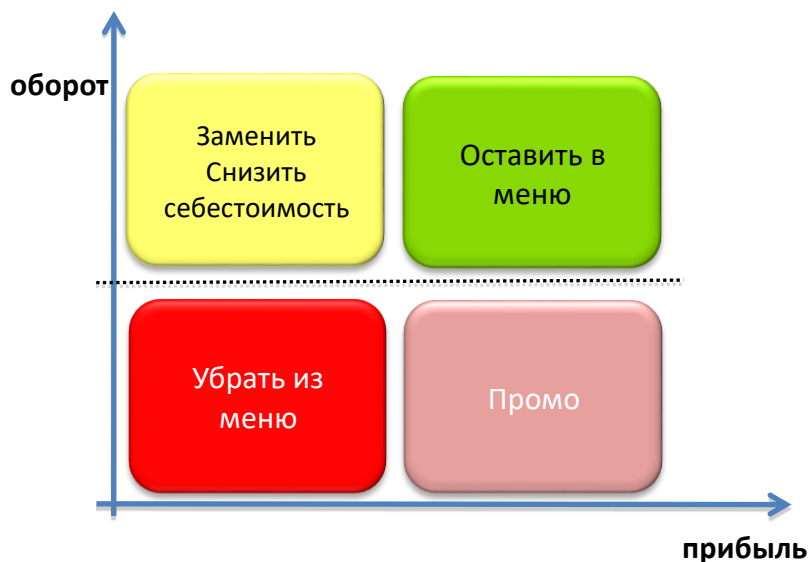 оборот
Заменить
Снизить
себестоимость
Оставить в
меню
Убрать из
меню
Промо
прибыль